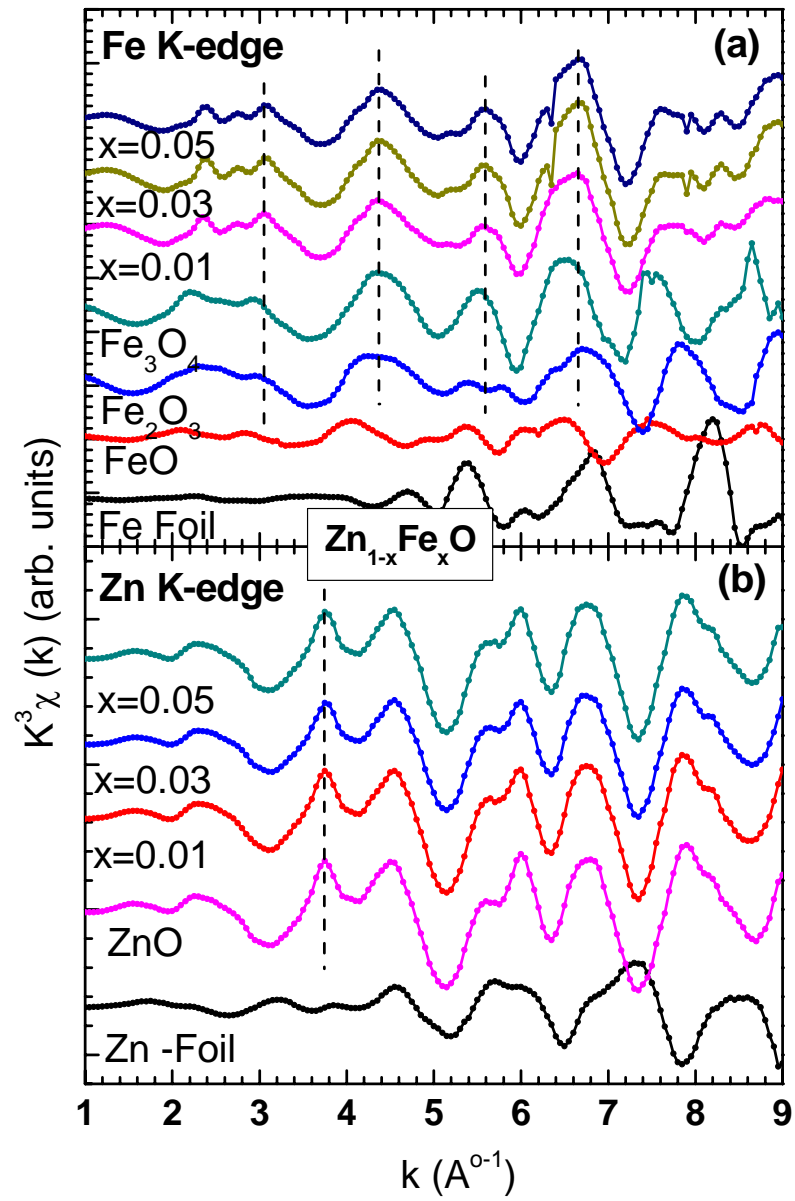 Fe K-edge (a)
x=0.05
x=0.03
x=0.01
Fe₃O₄
Fe₂O₃
FeO
Fe Foil
Zn₁₋ₓFeₓO
Zn K-edge (b)
x=0.05
x=0.03
x=0.01
ZnO
Zn -Foil
K³χ (k) (arb. units)
1 2 3 4 5 6 7 8 9
k (A°⁻¹)